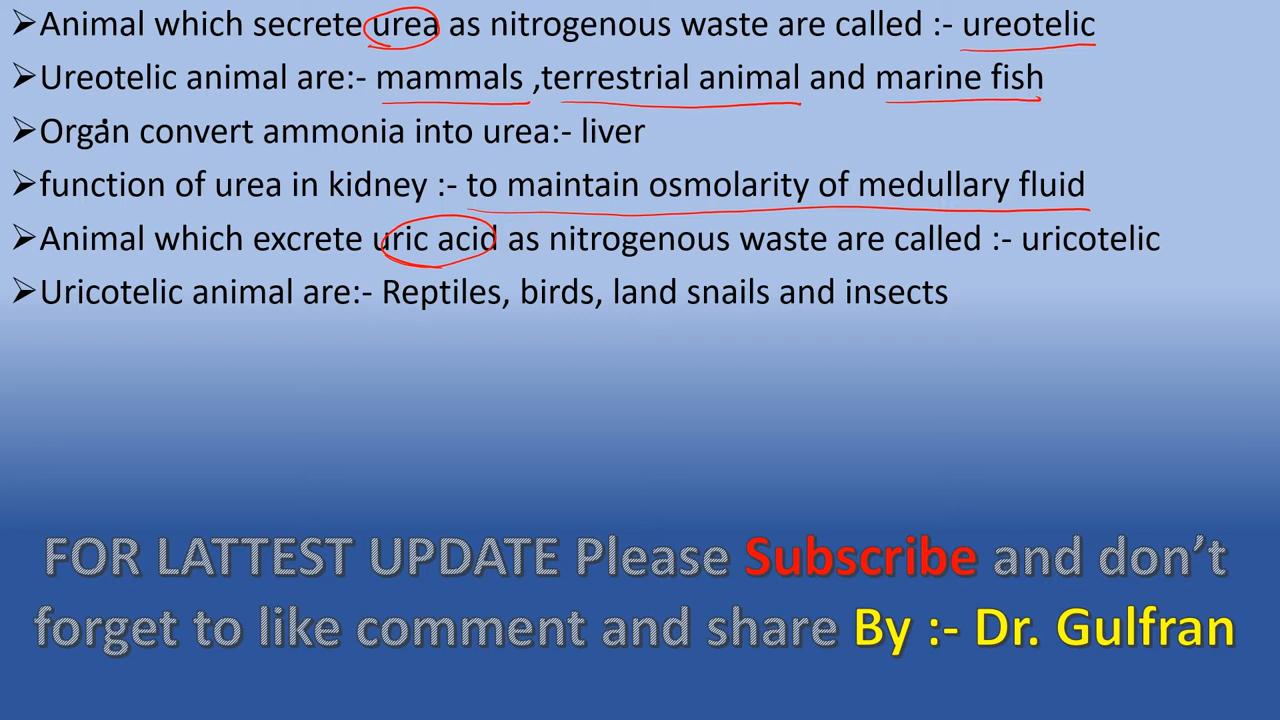 ➢Animal which secrete urea as nitrogenous waste are called :- ureotelic
➢Ureotelic animal are:- mammals ,terrestrial animal and marine fish
➢Organ convert ammonia into urea:- liver
➢function of urea in kidney :- to maintain osmolarity of medullary fluid
➢Animal which excrete uric acid as nitrogenous waste are called :- uricotelic
➢Uricotelic animal are:- Reptiles, birds, land snails and insects
FOR LATTEST UPDATE Please Subscribe and don’t
forget to like comment and share By :- Dr. Gulfran